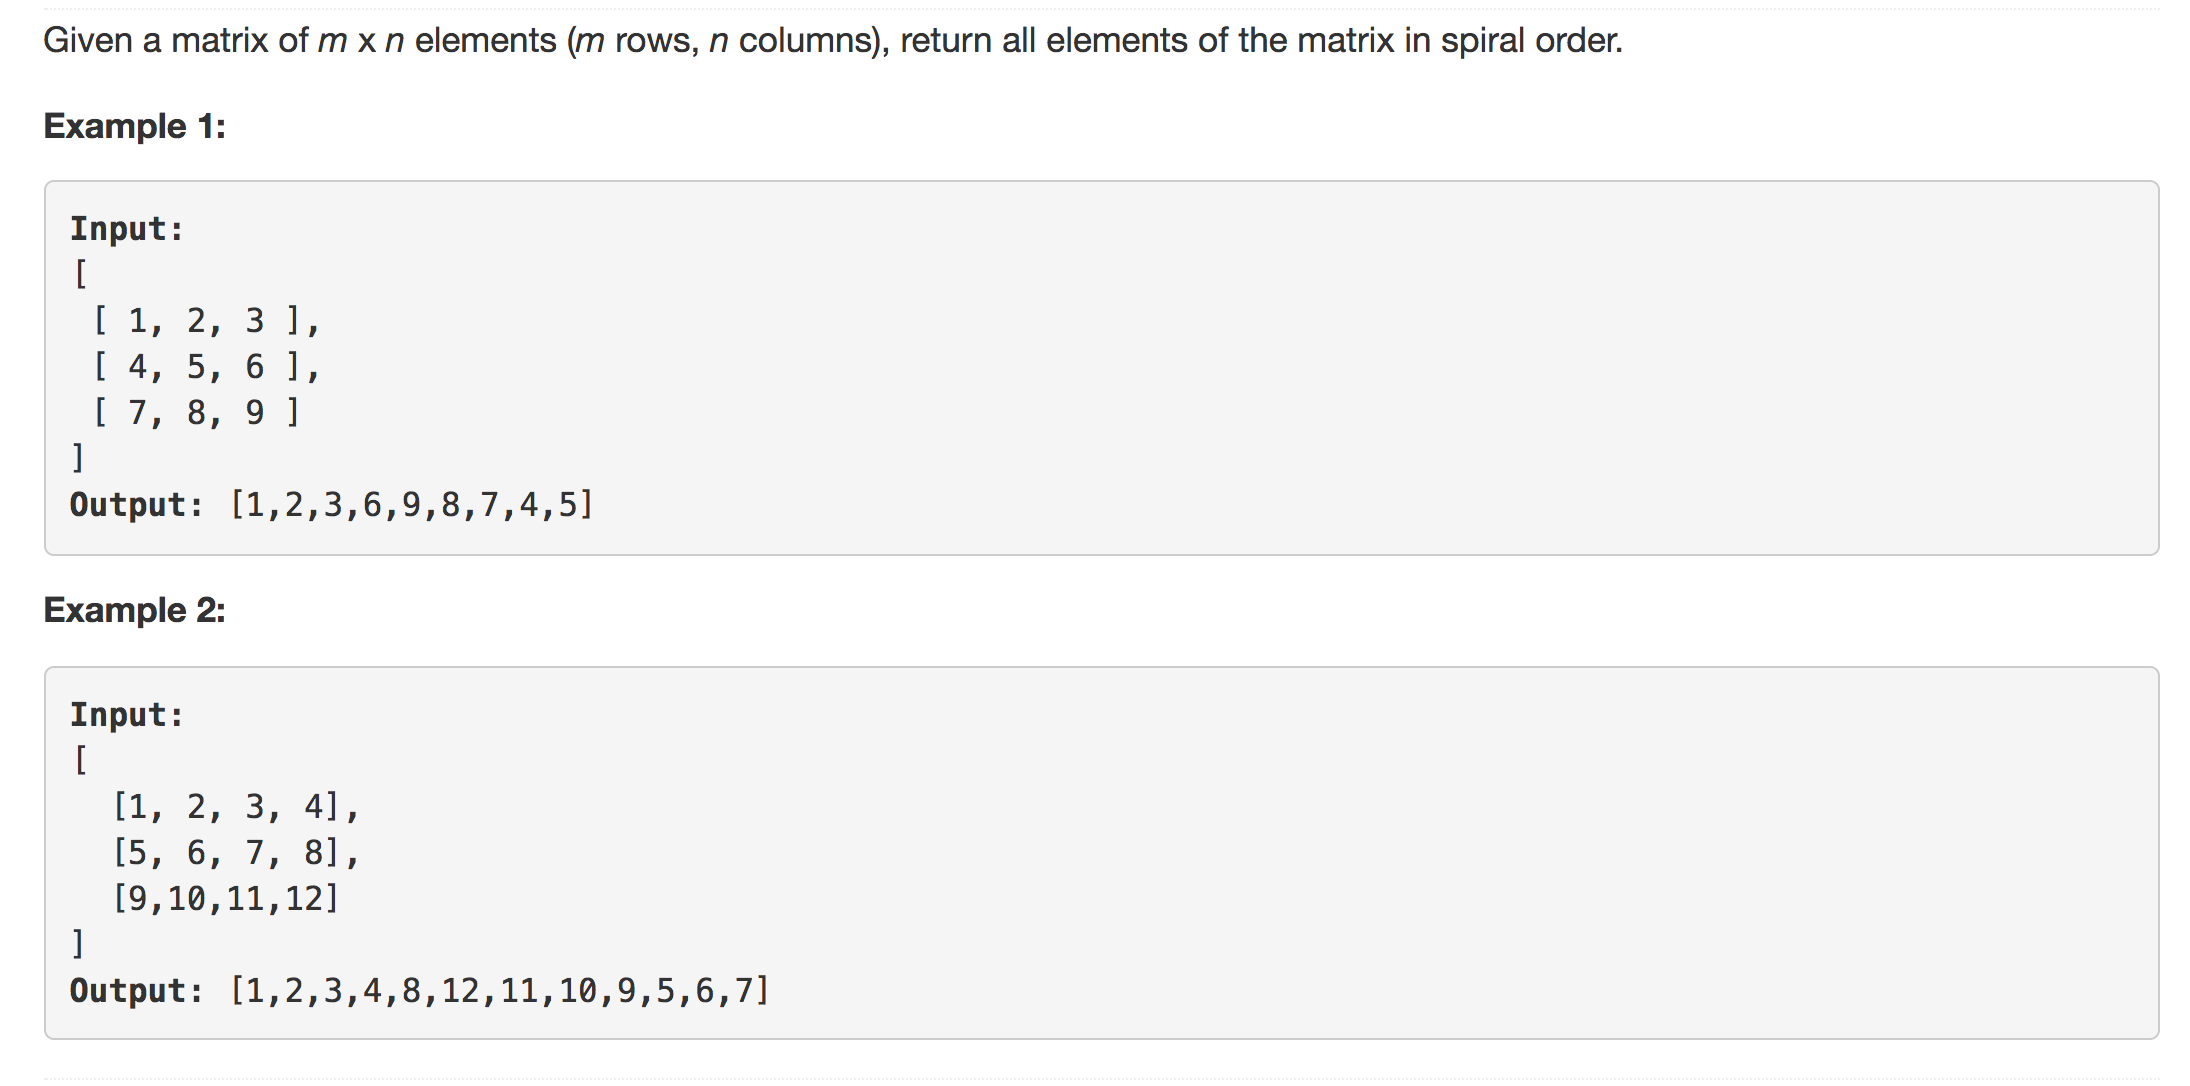 Given a matrix of m x n elements (m rows, n columns), return all elements of the matrix in spiral order.
Example 1:
Input:
[
 [ 1, 2, 3 ],
 [ 4, 5, 6 ],
 [ 7, 8, 9 ]
]
Output: [1,2,3,6,9,8,7,4,5]
Example 2:
Input:
[
  [1, 2, 3, 4],
  [5, 6, 7, 8],
  [9,10,11,12]
]
Output: [1,2,3,4,8,12,11,10,9,5,6,7]